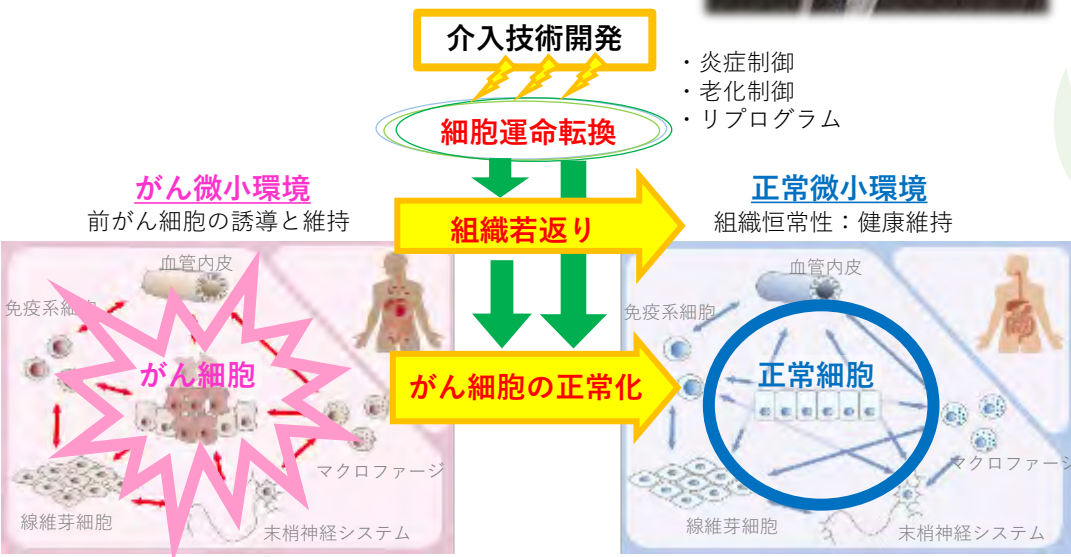 介入技術開発
・炎症制御
・老化制御
・リプログラム
細胞運命転換
がん微小環境
前がん細胞の誘導と維持
組織若返り
正常微小環境
組織恒常性：健康維持
血管内皮
免疫系細胞
がん細胞
マクロファージ
線維芽細胞
末梢神経システム
がん細胞の正常化
血管内皮
免疫系細胞
正常細胞
マクロファージ
線維芽細胞
末梢神経システム